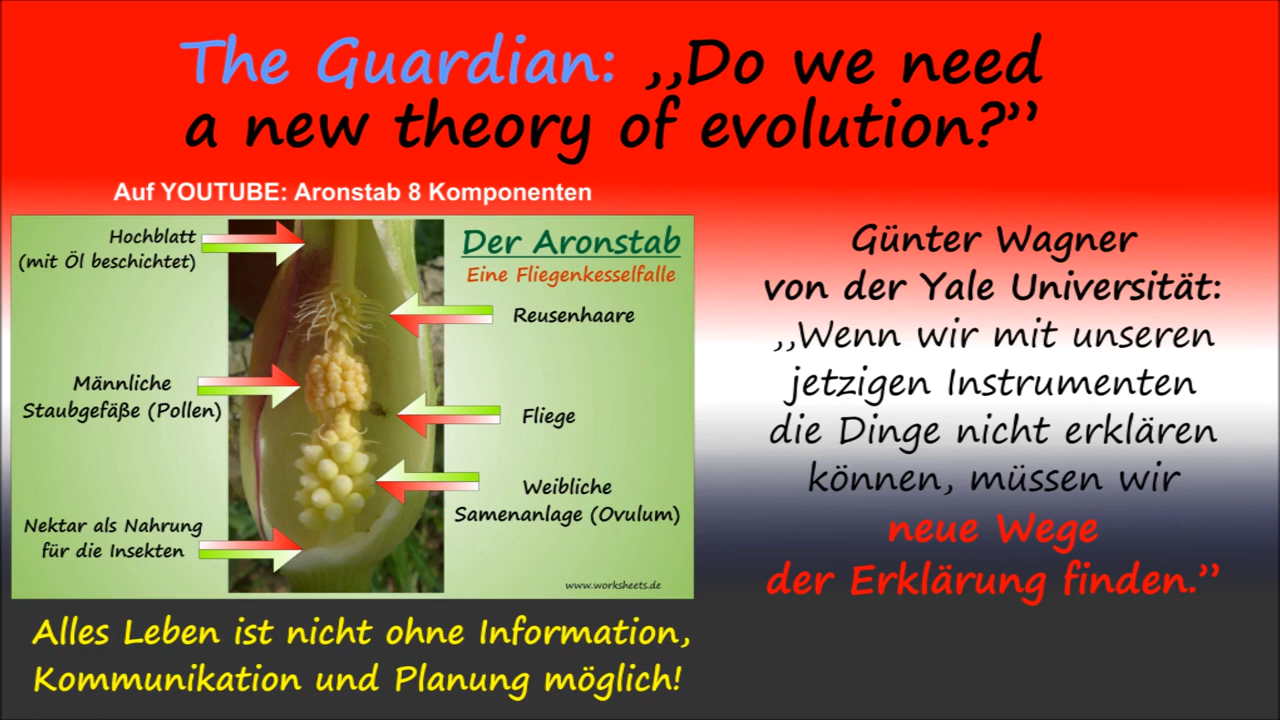 The Guardian: ,,Do we need
a new theory of evolution?”
Auf YOUTUBE: Aronstab 8 Komponenten
Der Aronstab
Eine Fliegenkesselfalle
Hochblatt
(mit Öl beschichtet)
Reusenhaare
Männliche
Staubgefäße (Pollen)
Fliege
Weibliche
Samenanlage (Ovulum)
Nektar als Nahrung
für die Insekten
www.worksheets.de
Günter Wagner
von der Yale Universität:
,,Wenn wir mit unseren
jetzigen Instrumenten
die Dinge nicht erklären
können, müssen wir
neue Wege
der Erklärung finden.”
Alles Leben ist nicht ohne Information,
Kommunikation und Planung möglich!